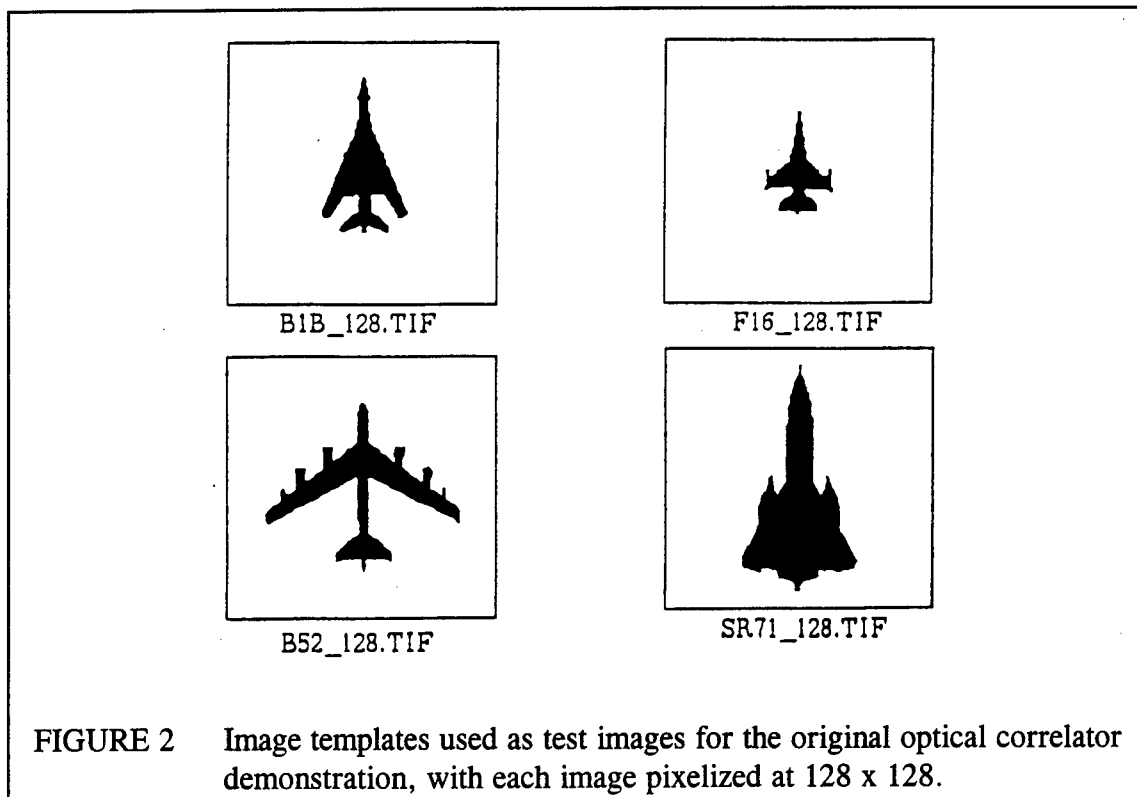 B1B_128.TIF
F16_128.TIF
B52_128.TIF
SR71_128.TIF
FIGURE 2 Image templates used as test images for the original optical correlator
demonstration, with each image pixelized at 128 x 128.